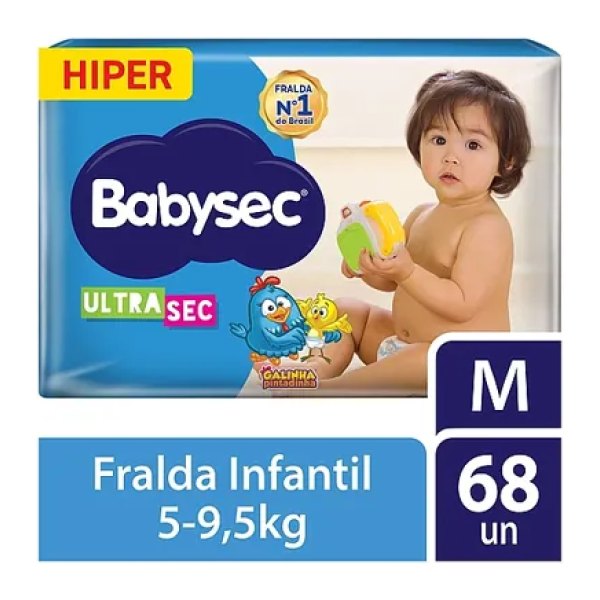 HIPER
FRALDA
Nº1
do Brasil
Babysec®
ULTRA SEC
GALINHA
pintadinha
M
Fralda Infantil
5-9,5kg
68
un